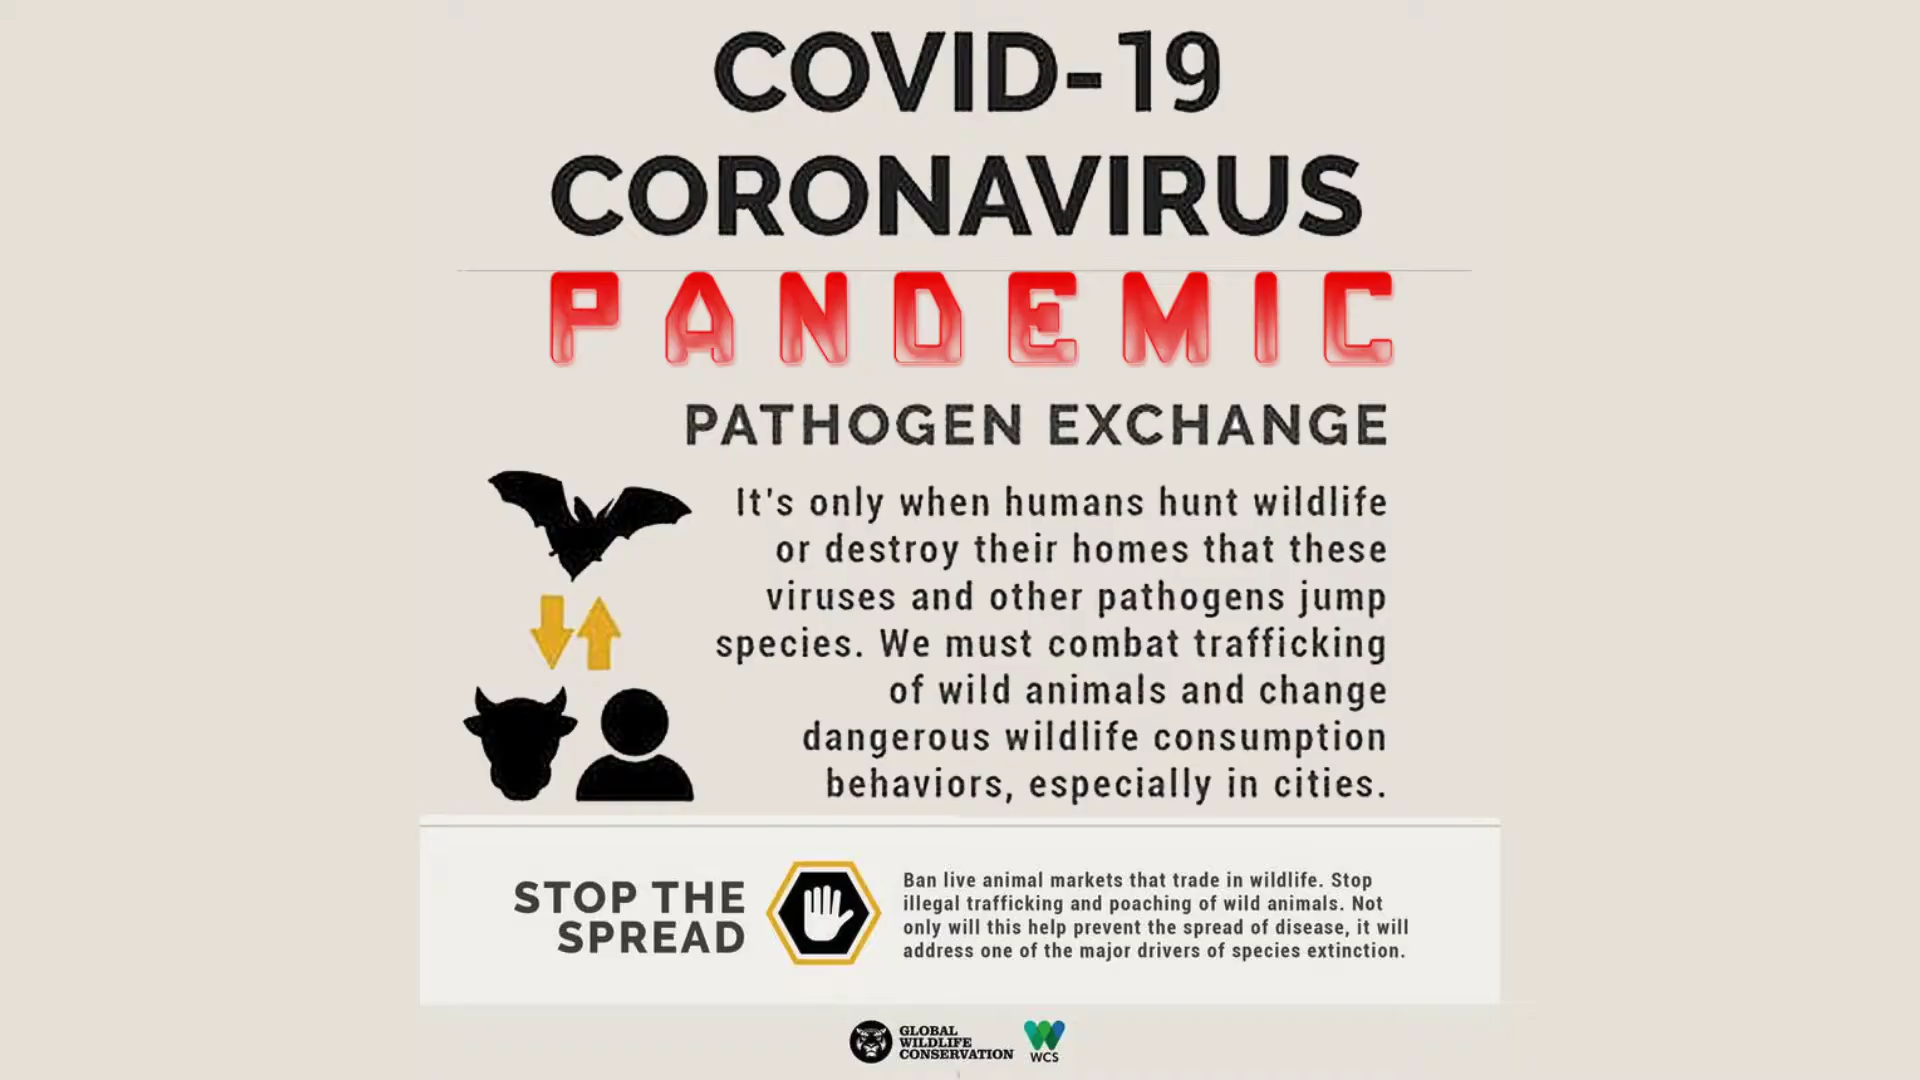 COVID-19
CORONAVIRUS
PANDEMIC
PATHOGEN EXCHANGE
It's only when humans hunt wildlife
or destroy their homes that these
viruses and other pathogens jump
species. We must combat trafficking
of wild animals and change
dangerous wildlife consumption
behaviors, especially in cities.
STOP THE
SPREAD
Ban live animal markets that trade in wildlife. Stop
illegal trafficking and poaching of wild animals. Not
only will this help prevent the spread of disease, it will
address one of the major drivers of species extinction.
GLOBAL
WILDLIFE
CONSERVATION
WCS